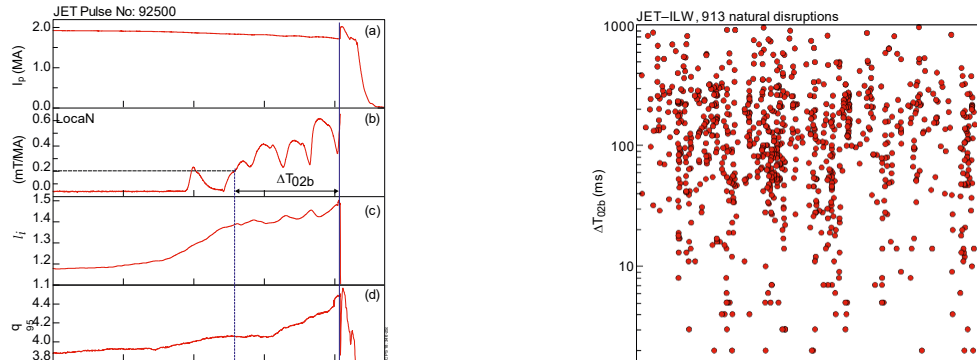 JET Pulse No: 92500
2.0
1.0
0.0
Ip (MA)
(a)
LocaN
0.6
0.4
0.2
0.0
(mT/MA)
(b)
ΔT02b
1.5
1.4
1.3
1.2
1.1
li
(c)
4.4
4.2
4.0
3.8
q95
(d)
JET–ILW, 913 natural disruptions
1000
100
10
ΔT02b (ms)